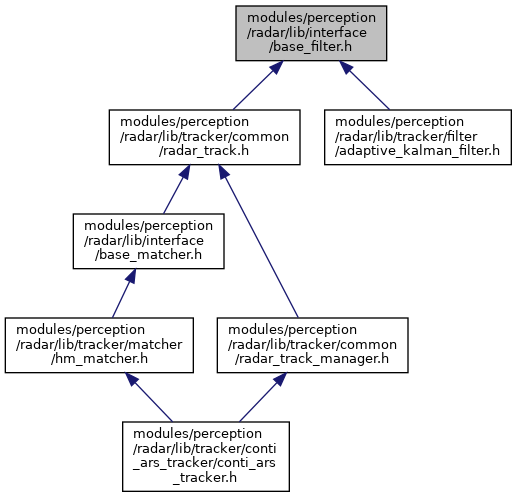 modules/perception
/radar/lib/interface
/base_filter.h
modules/perception
/radar/lib/tracker/common
/radar_track.h
modules/perception
/radar/lib/tracker/filter
/adaptive_kalman_filter.h
modules/perception
/radar/lib/interface
/base_matcher.h
modules/perception
/radar/lib/tracker/matcher
/hm_matcher.h
modules/perception
/radar/lib/tracker/common
/radar_track_manager.h
modules/perception
/radar/lib/tracker/conti
_ars_tracker/conti_ars
_tracker.h